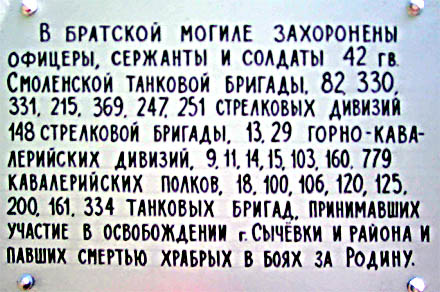 В БРАТСКОЙ МОГИЛЕ ЗАХОРОНЕНЫ
ОФИЦЕРЫ, СЕРЖАНТЫ И СОЛДАТЫ 42 ГВ.
СМОЛЕНСКОЙ ТАНКОВОЙ БРИГАДЫ, 82, 330,
331, 215, 369, 247, 251 СТРЕЛКОВЫХ ДИВИЗИЙ
148 СТРЕЛКОВОЙ БРИГАДЫ, 13, 29 ГОРНО-КАВА-
ЛЕРИЙСКИХ ДИВИЗИЙ, 9, 11, 14, 15, 103, 160, 779
КАВАЛЕРИЙСКИХ ПОЛКОВ, 18, 100, 106, 120, 125,
200, 161, 334 ТАНКОВЫХ БРИГАД, ПРИНИМАВШИХ
УЧАСТИЕ В ОСВОБОЖДЕНИИ г. СЫЧЁВКИ И РАЙОНА И
ПАВШИХ СМЕРТЬЮ ХРАБРЫХ В БОЯХ ЗА РОДИНУ.